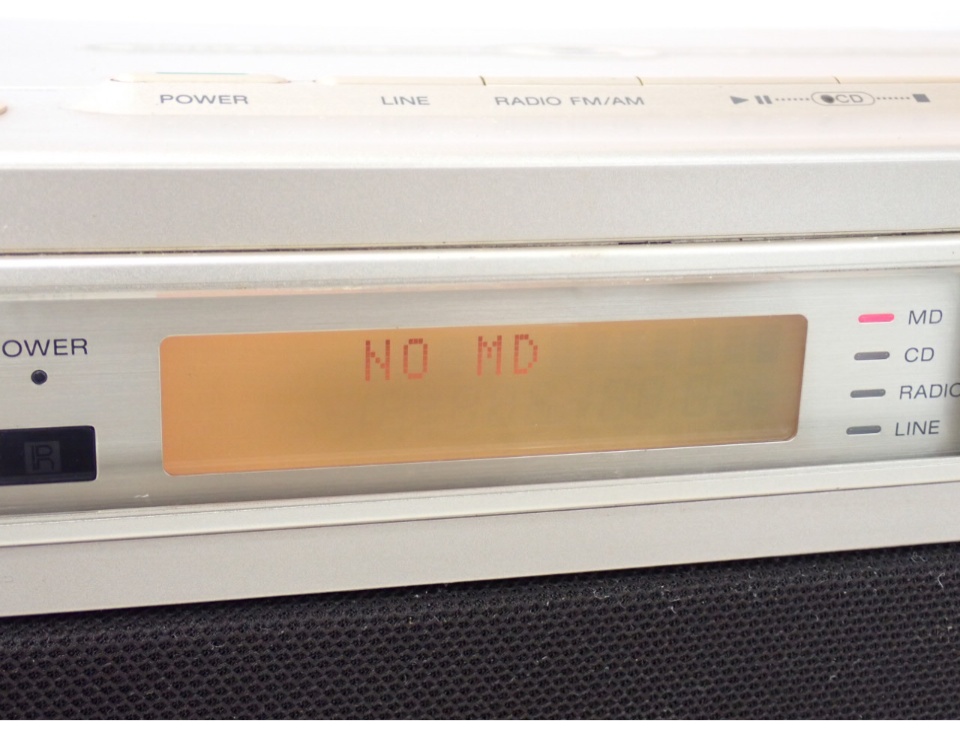 POWER
LINE
RADIO FM/AM
CD
OWER
NO MD
MD
CD
RADIO
LINE